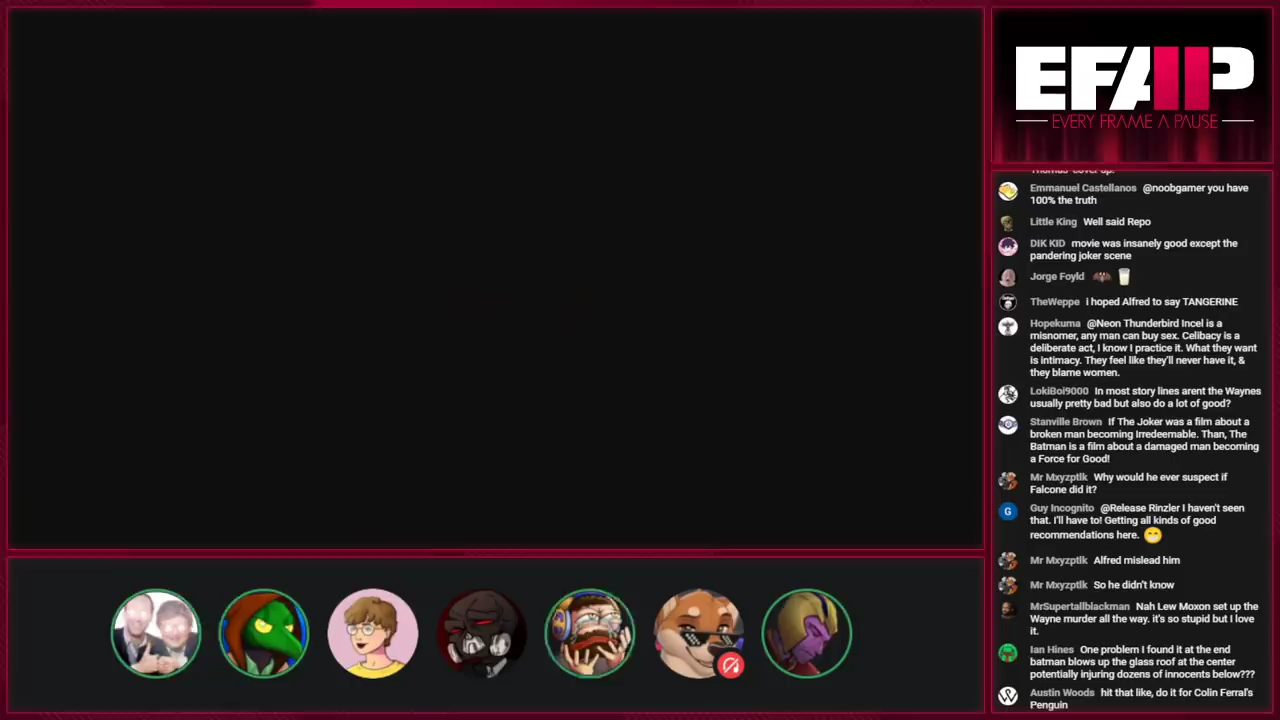 EFAP
EVERY FRAME A PAUSE
Thomas' cover up.
Emmanuel Castellanos @noobgamer you have
100% the truth
Little King Well said Repo
DIK KID movie was insanely good except the
pandering joker scene
Jorge Foyld
TheWeppe i hoped Alfred to say TANGERINE
Hopekuma @Neon Thunderbird Incel is a
misnomer, any man can buy sex. Celibacy is a
deliberate act, I know I practice it. What they want
is intimacy. They feel like they'll never have it, &
they blame women.
LokiBoi9000 In most story lines arent the Waynes
usually pretty bad but also do a lot of good?
Stanville Brown If The Joker was a film about a
broken man becoming Irredeemable. Than, The
Batman is a film about a damaged man becoming
a Force for Good!
Mr Mxyzptlk Why would he ever suspect if
Falcone did it?
G
Guy Incognito @Release Rinzler I haven't seen
that. I'll have to! Getting all kinds of good
recommendations here.
Mr Mxyzptlk Alfred mislead him
Mr Mxyzptlk So he didn't know
MrSupertallblackman Nah Lew Moxon set up the
Wayne murder all the way. it's so stupid but I love
it.
Ian Hines One problem I found it at the end
batman blows up the glass roof at the center
potentially injuring dozens of innocents below???
Austin Woods hit that like, do it for Colin Ferral's
Penguin